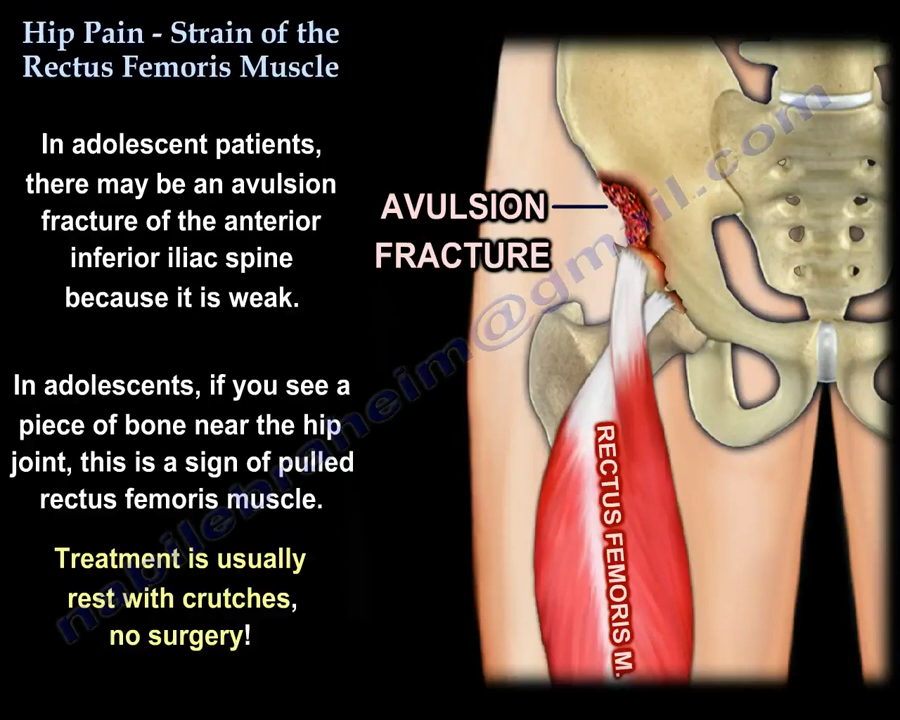 Hip Pain - Strain of the
Rectus Femoris Muscle
In adolescent patients,
there may be an avulsion
fracture of the anterior
inferior iliac spine
because it is weak.
In adolescents, if you see a
piece of bone near the hip
joint, this is a sign of pulled
rectus femoris muscle.
Treatment is usually
rest with crutches,
no surgery!
AVULSION
FRACTURE
RECTUS FEMORIS M.
nabilebraheim@gmail.com